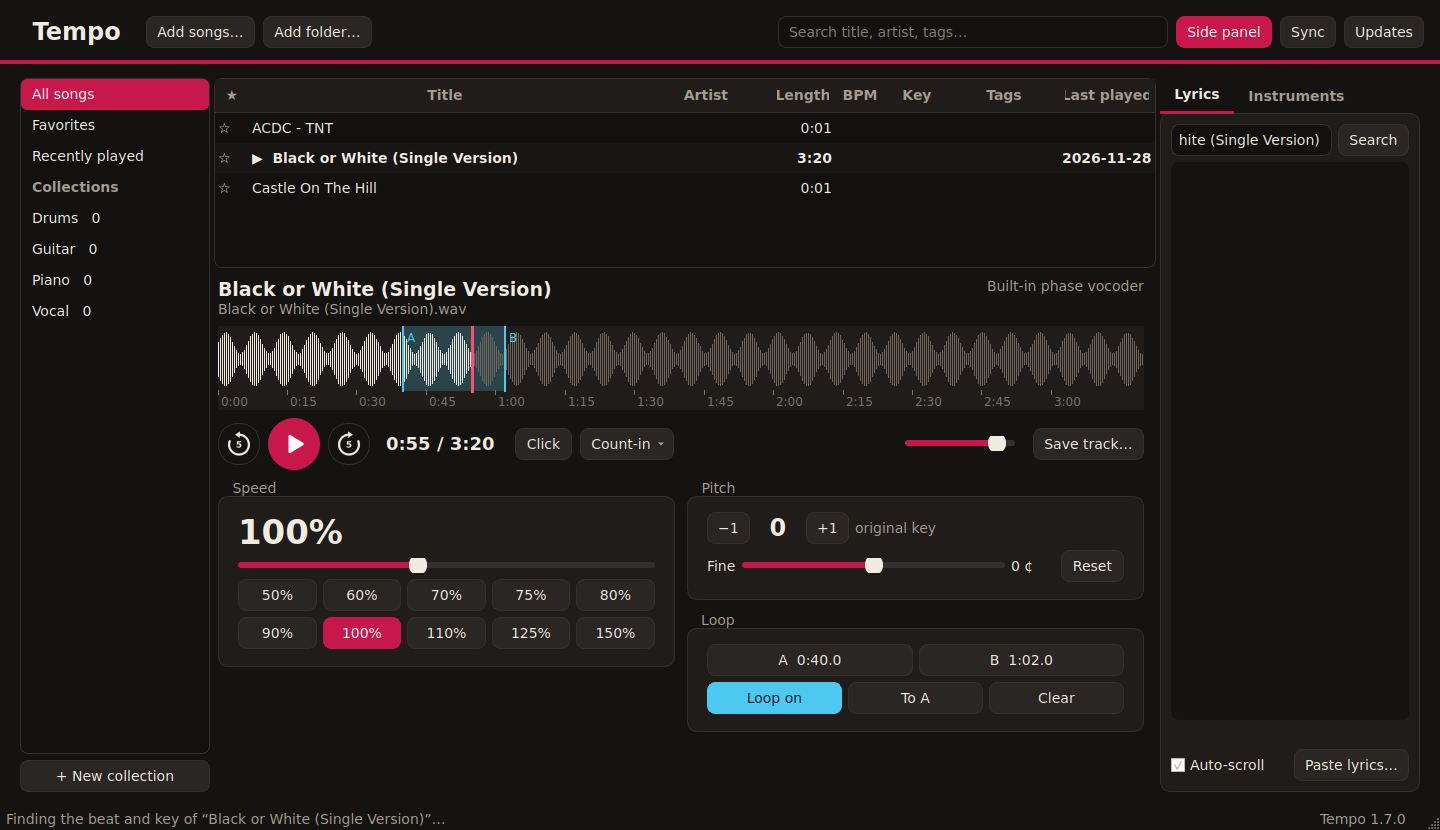 Tempo
Add songs…
Add folder…
Search title, artist, tags…
Side panel
Sync
Updates
All songs
Favorites
Recently played
Collections
Drums 0
Guitar 0
Piano 0
Vocal 0
+ New collection
★ Title Artist Length BPM Key Tags Last played
☆ ACDC - TNT 0:01
☆ ▶ Black or White (Single Version) 3:20 2026-11-28
☆ Castle On The Hill 0:01
Black or White (Single Version)
Built-in phase vocoder
Black or White (Single Version).wav
A B
0:00 0:15 0:30 0:45 1:00 1:15 1:30 1:45 2:00 2:15 2:30 2:45 3:00
5
5
0:55 / 3:20
Click
Count-in
Save track…
Speed
100%
50% 60% 70% 75% 80%
90% 100% 110% 125% 150%
Pitch
−1 0 +1 original key
Fine 0 ¢ Reset
Loop
A 0:40.0
B 1:02.0
Loop on
To A
Clear
Lyrics
Instruments
hite (Single Version)
Search
Auto-scroll
Paste lyrics…
Finding the beat and key of “Black or White (Single Version)”…
Tempo 1.7.0